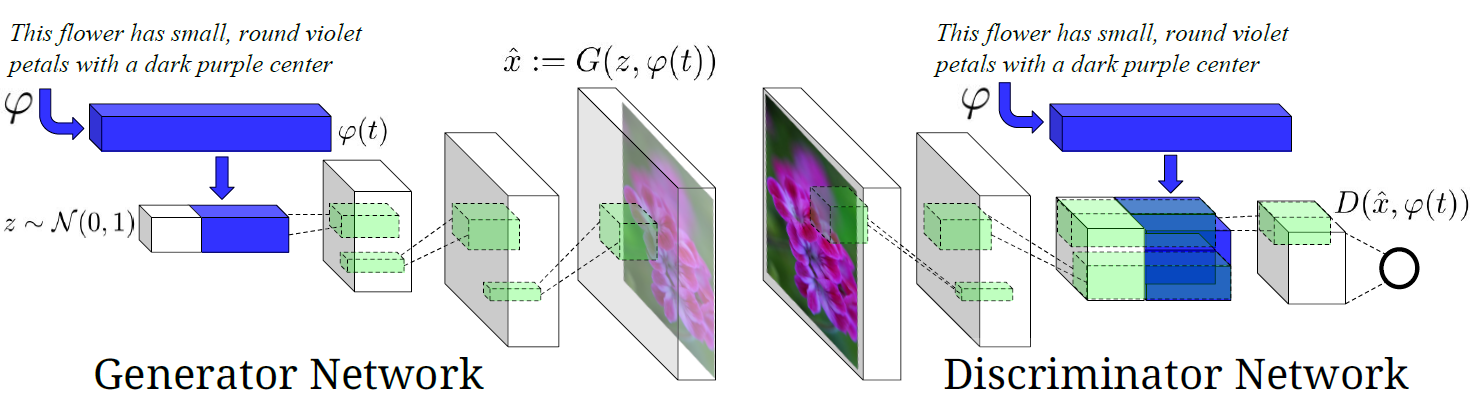 This flower has small, round violet
petals with a dark purple center
φ
φ(t)
z ∼ 𝒩(0, 1)
x̂ := G(z, φ(t))
Generator Network
This flower has small, round violet
petals with a dark purple center
φ
D(x̂, φ(t))
Discriminator Network